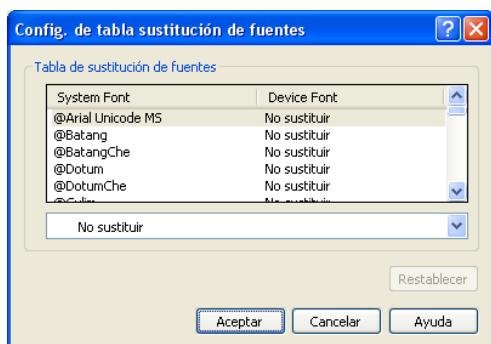 Config. de tabla sustitución de fuentes
Tabla de sustitución de fuentes
System Font Device Font
@Arial Unicode MS No sustituir
@Batang No sustituir
@BatangChe No sustituir
@Dotum No sustituir
@DotumChe No sustituir
No sustituir
Restablecer
Aceptar Cancelar Ayuda